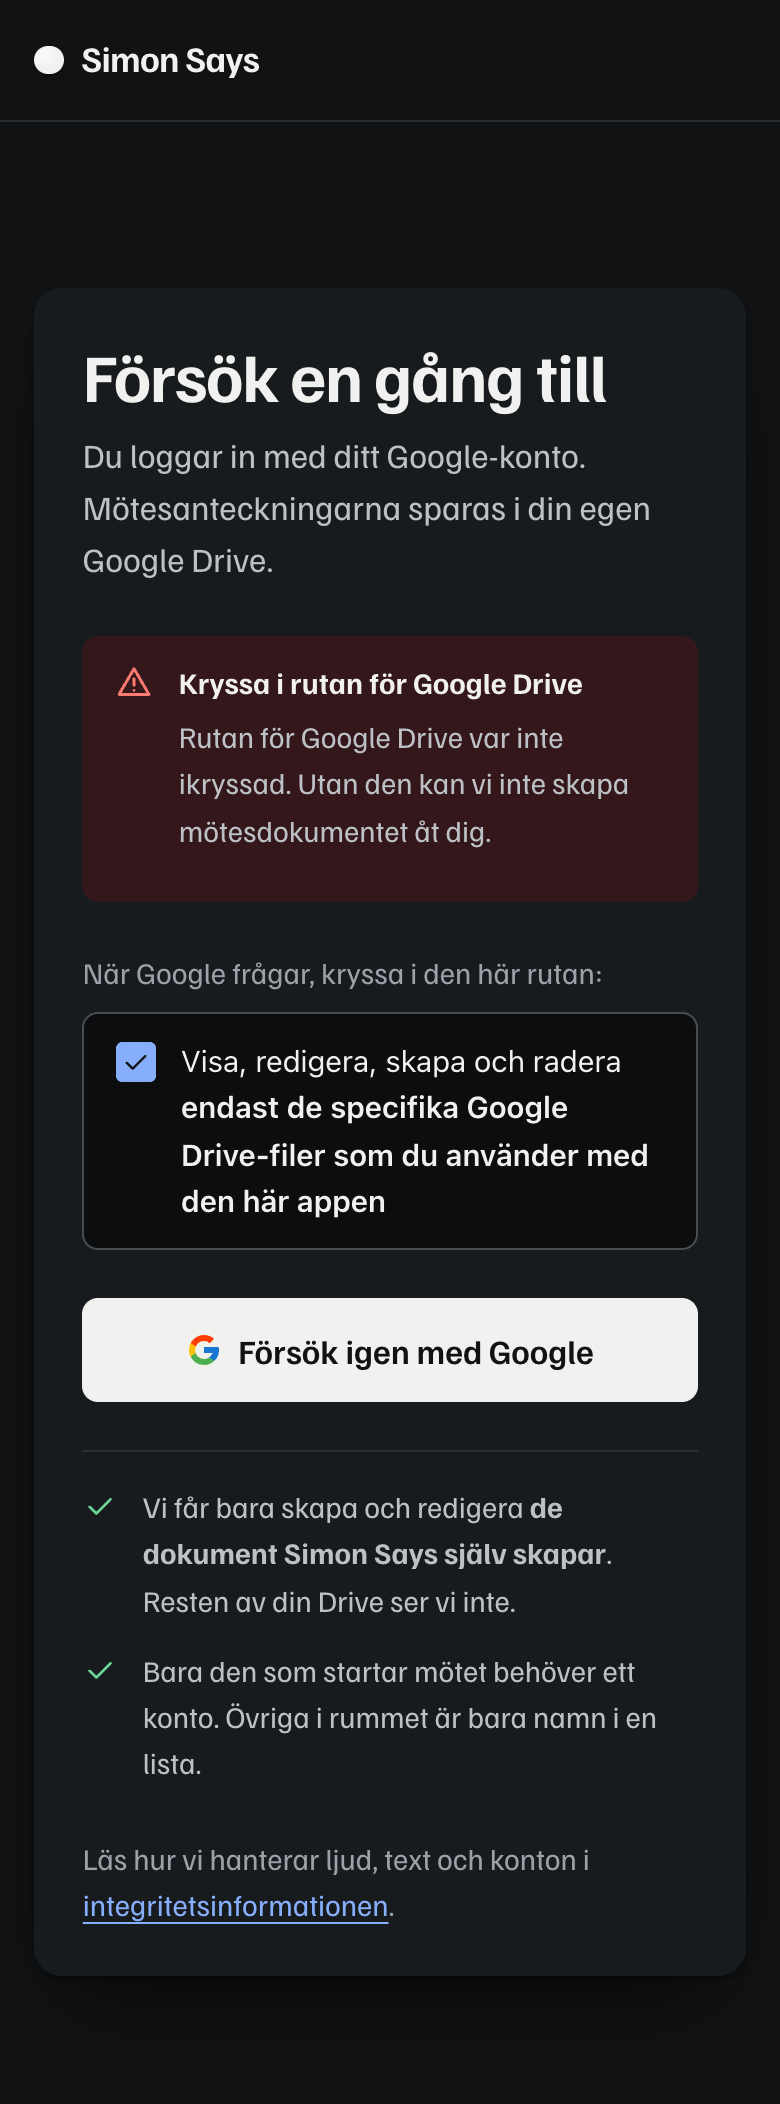 Simon Says
Försök en gång till
Du loggar in med ditt Google-konto.
Mötesanteckningarna sparas i din egen
Google Drive.
Kryssa i rutan för Google Drive
Rutan för Google Drive var inte
ikryssad. Utan den kan vi inte skapa
mötesdokumentet åt dig.
När Google frågar, kryssa i den här rutan:
Visa, redigera, skapa och radera
endast de specifika Google
Drive-filer som du använder med
den här appen
Försök igen med Google
Vi får bara skapa och redigera de
dokument Simon Says själv skapar.
Resten av din Drive ser vi inte.
Bara den som startar mötet behöver ett
konto. Övriga i rummet är bara namn i en
lista.
Läs hur vi hanterar ljud, text och konton i
integritetsinformationen.